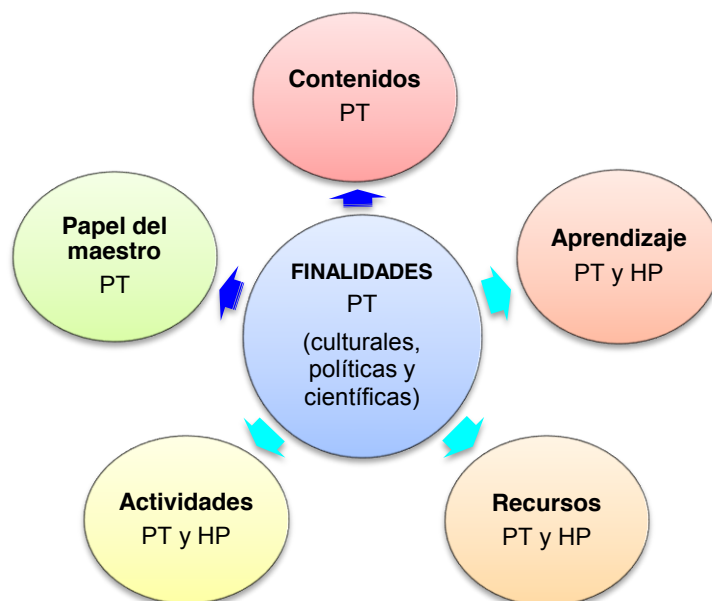 Contenidos
PT
Papel del
maestro
PT
Aprendizaje
PT y HP
FINALIDADES
PT
(culturales,
políticas y
científicas)
Actividades
PT y HP
Recursos
PT y HP